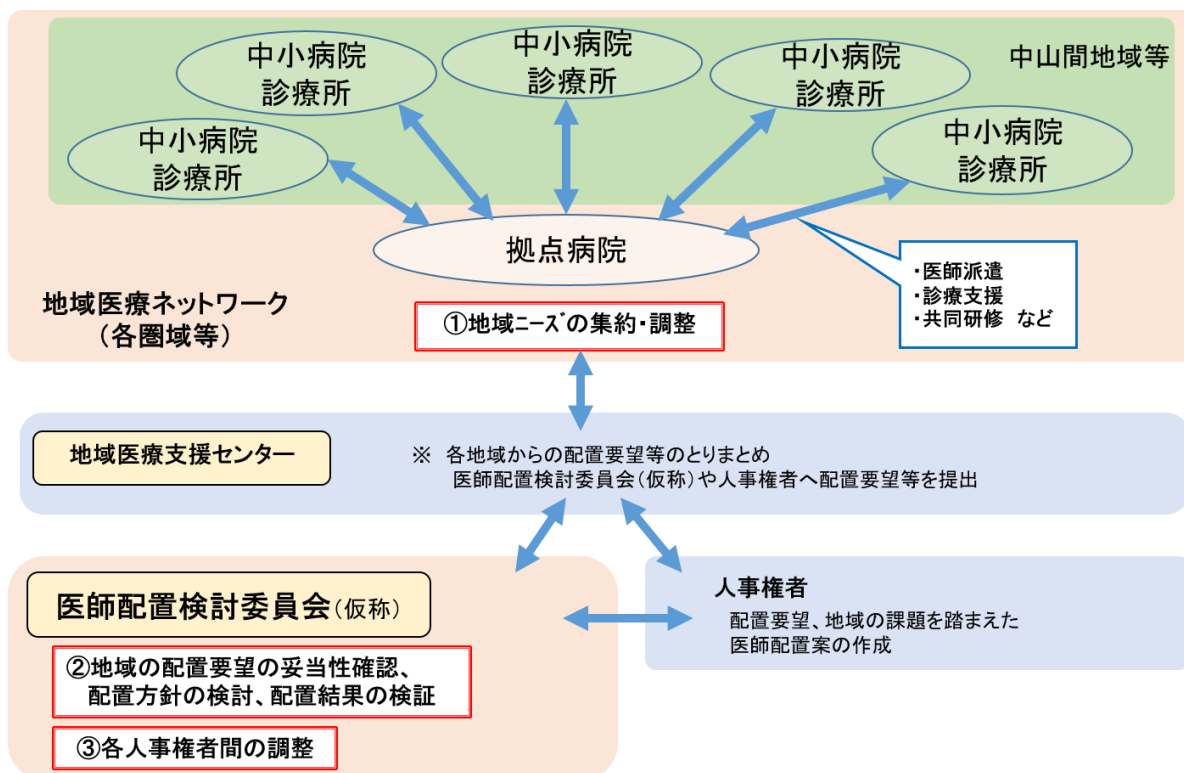 中小病院
診療所
中小病院
診療所
中小病院
診療所
中小病院
診療所
中小病院
診療所
中山間地域等
拠点病院
・医師派遣
・診療支援
・共同研修 など
地域医療ネットワーク
（各圏域等）
①地域ニーズの集約・調整
地域医療支援センター
※ 各地域からの配置要望等のとりまとめ
医師配置検討委員会（仮称）や人事権者へ配置要望等を提出
医師配置検討委員会（仮称）
②地域の配置要望の妥当性確認、
配置方針の検討、配置結果の検証
③各人事権者間の調整
人事権者
配置要望、地域の課題を踏まえた
医師配置案の作成